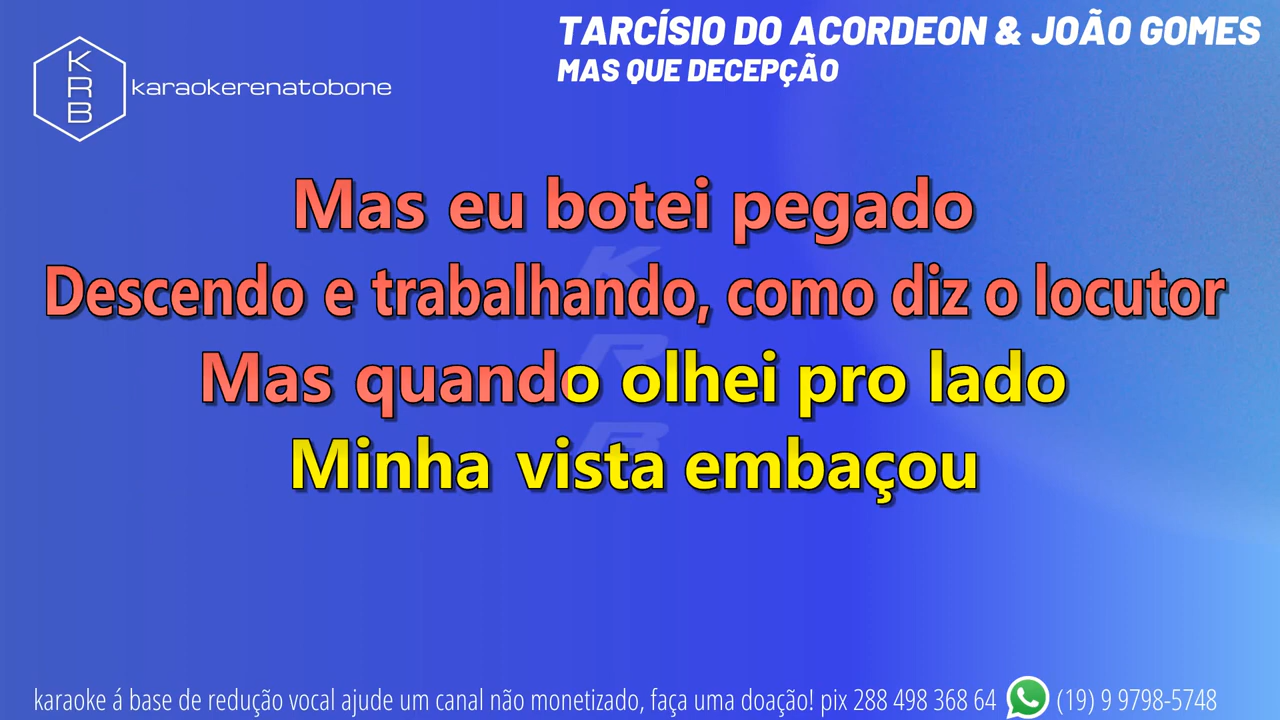 TARCÍSIO DO ACORDEON & JOÃO GOMES
MAS QUE DECEPÇÃO
KRB
karaokerenatobone
Mas eu botei pegado
Descendo e trabalhando, como diz o locutor
Mas quando olhei pro lado
Minha vista embaçou
KRB
karaoke á base de redução vocal ajude um canal não monetizado, faça uma doação! pix 288 498 368 64 (19) 9 9798-5748